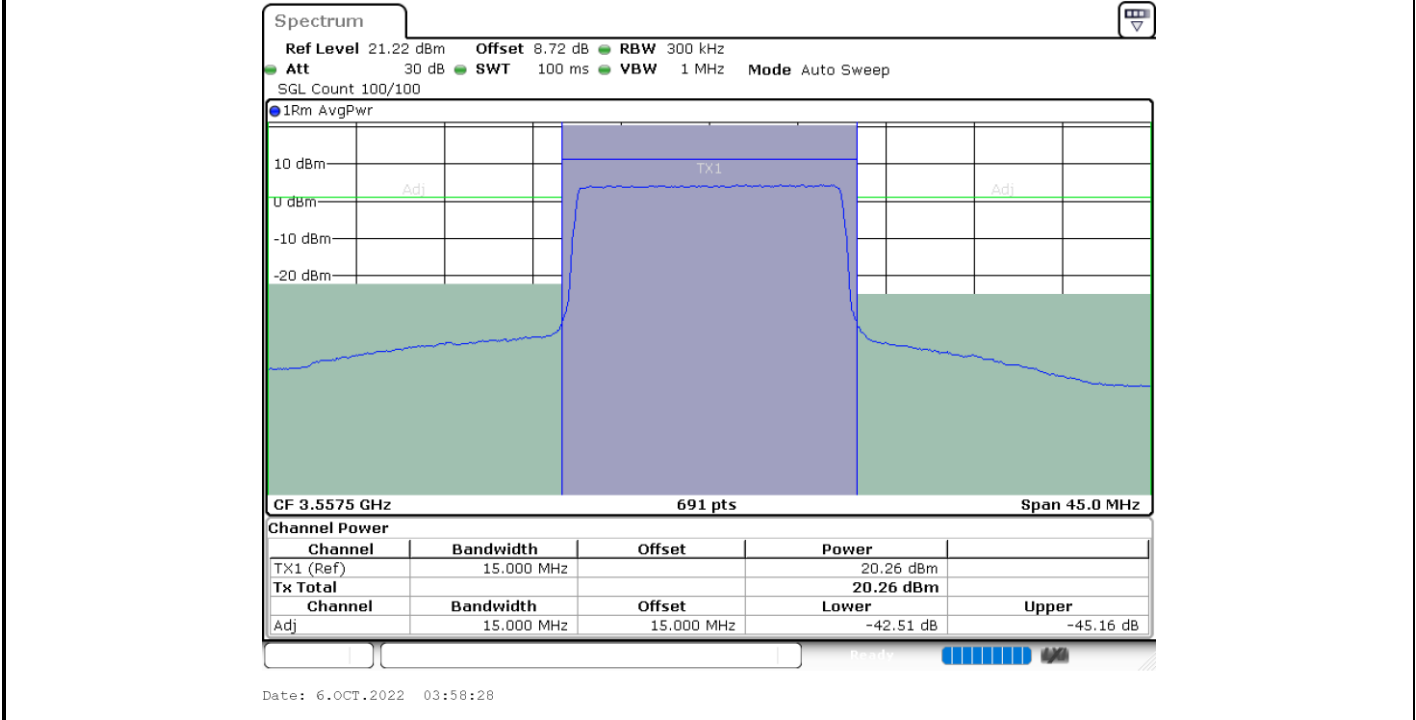 Spectrum
Ref Level 21.22 dBm Offset 8.72 dB RBW 300 kHz
Att 30 dB SWT 100 ms VBW 1 MHz Mode Auto Sweep
SGL Count 100/100
1Rm AvgPwr
10 dBm
TX1
Adj Adj
0 dBm
-10 dBm
-20 dBm
CF 3.5575 GHz 691 pts Span 45.0 MHz
Channel Power
Channel Bandwidth Offset Power
TX1 (Ref) 15.000 MHz 20.26 dBm
Tx Total 20.26 dBm
Channel Bandwidth Offset Lower Upper
Adj 15.000 MHz 15.000 MHz -42.51 dB -45.16 dB
Ready
Date: 6.OCT.2022 03:58:28